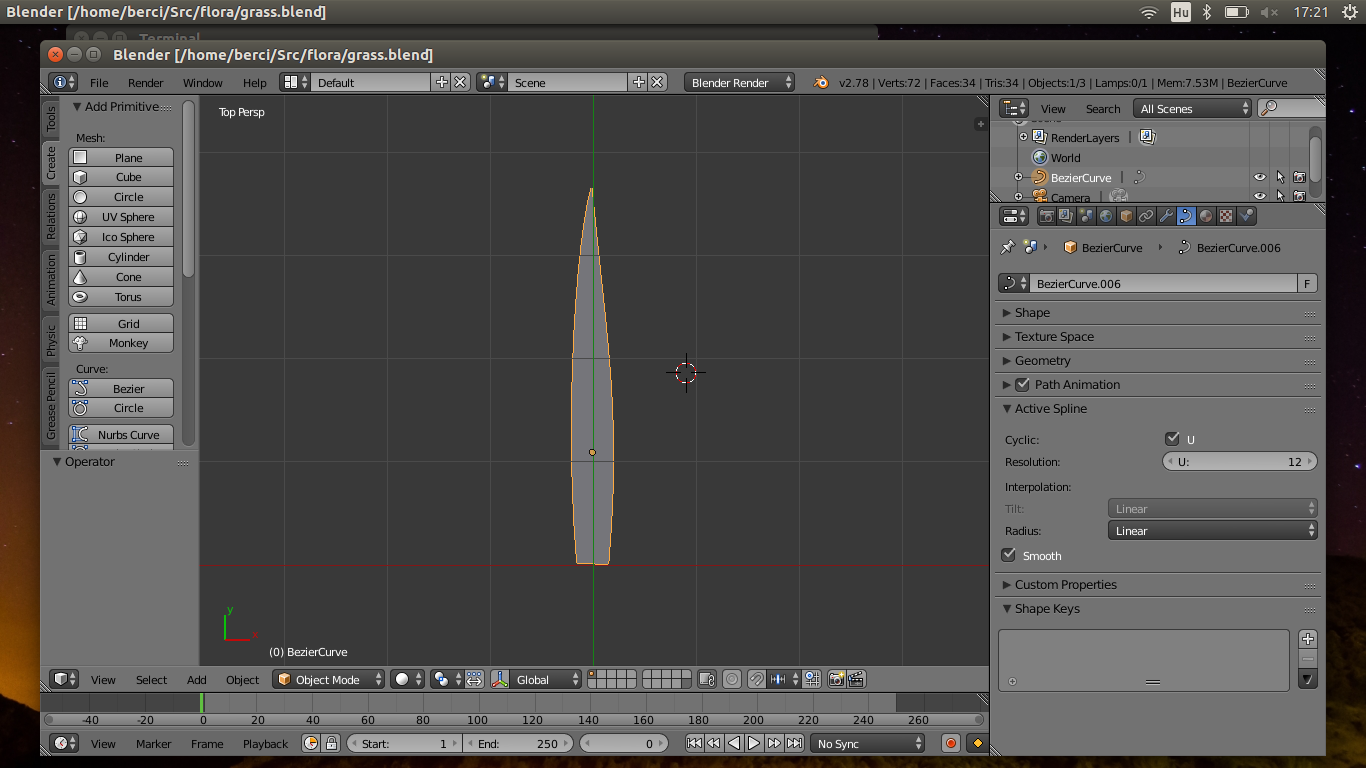 Blender [/home/berci/Src/flora/grass.blend] Hu 17:21
Terminal
Blender [/home/berci/Src/flora/grass.blend]
File Render Window Help Default Scene Blender Render v2.78 | Verts:72 | Faces:34 | Tris:34 | Objects:1/3 | Lamps:0/1 | Mem:7.53M | BezierCurve
Tools
Create
Relations
Animation
Physic
Grease Pencil
Add Primitive
Mesh:
Plane
Cube
Circle
UV Sphere
Ico Sphere
Cylinder
Cone
Torus
Grid
Monkey
Curve:
Bezier
Circle
Nurbs Curve
Operator
Top Persp
y
x
(0) BezierCurve
View Select Add Object Object Mode Global
-40 -20 0 20 40 60 80 100 120 140 160 180 200 220 240 260
View Marker Frame Playback Start: 1 End: 250 0 No Sync
View Search All Scenes
RenderLayers
World
BezierCurve
Camera
BezierCurve BezierCurve.006
BezierCurve.006 F
Shape
Texture Space
Geometry
Path Animation
Active Spline
Cyclic: U
Resolution: U: 12
Interpolation:
Tilt: Linear
Radius: Linear
Smooth
Custom Properties
Shape Keys